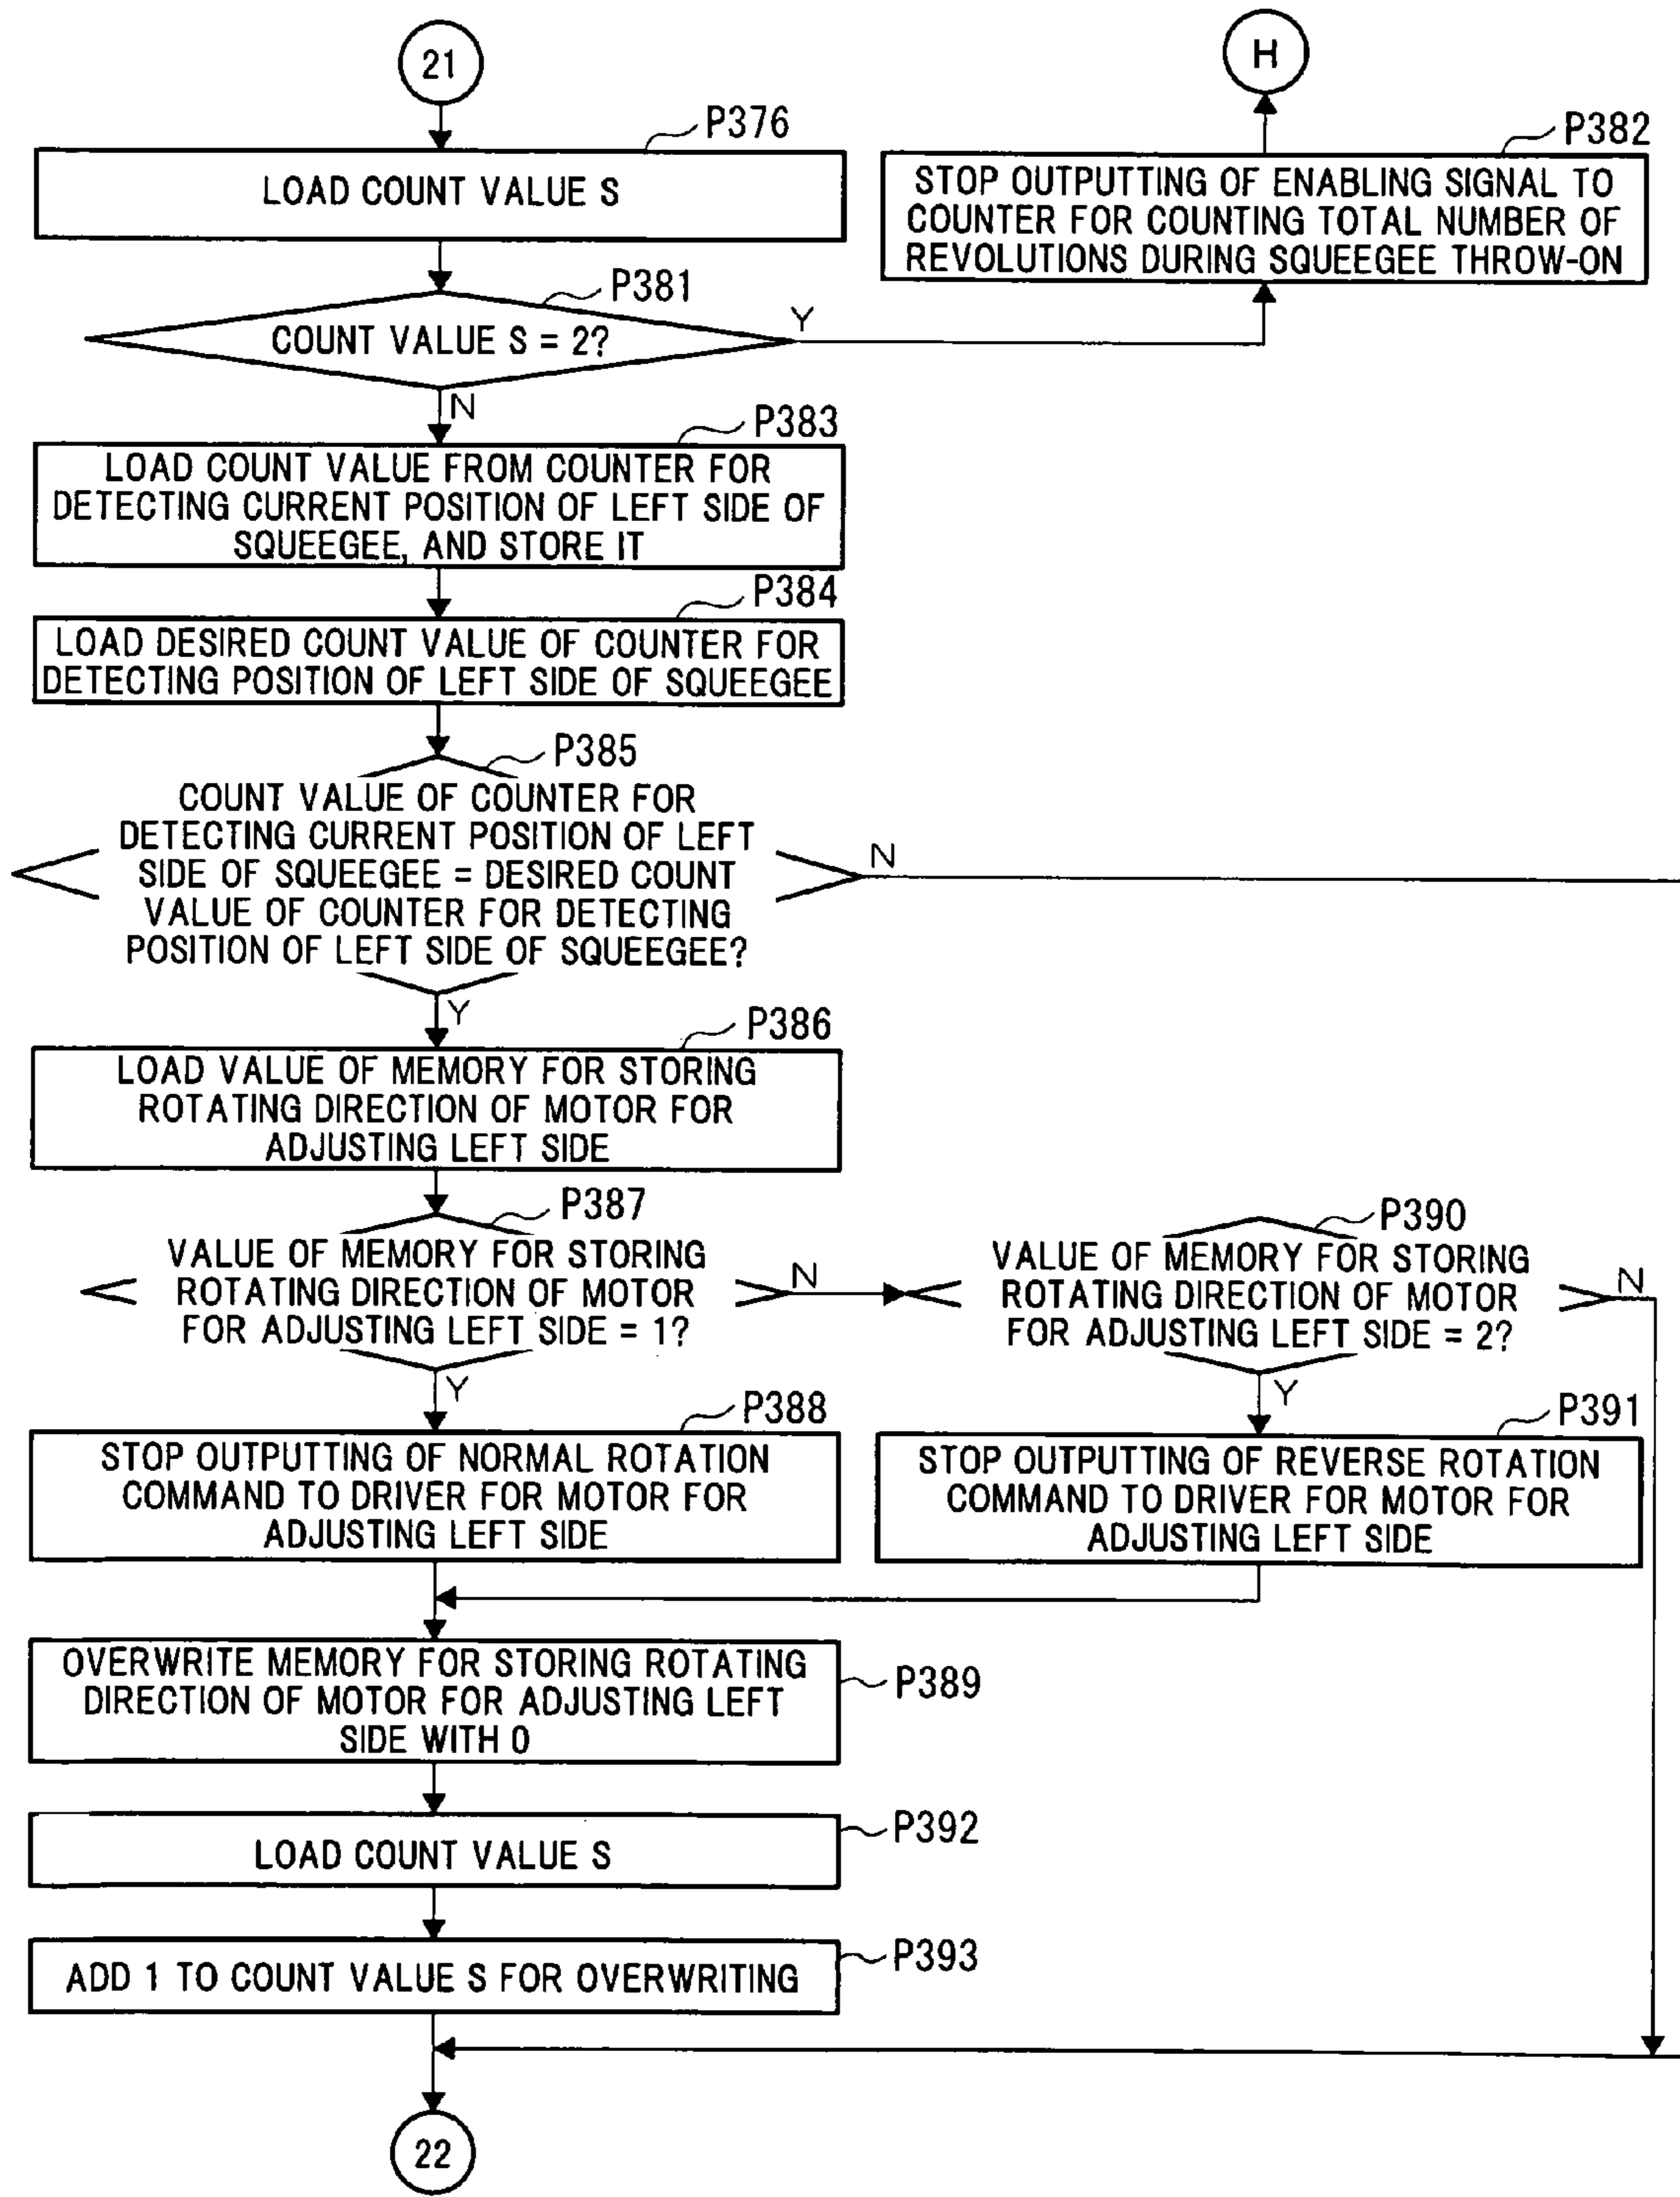 21
P376
LOAD COUNT VALUE S
P381
COUNT VALUE S = 2?
Y
N
H
P382
STOP OUTPUTTING OF ENABLING SIGNAL TO
COUNTER FOR COUNTING TOTAL NUMBER OF
REVOLUTIONS DURING SQUEEGEE THROW-ON
P383
LOAD COUNT VALUE FROM COUNTER FOR
DETECTING CURRENT POSITION OF LEFT SIDE OF
SQUEEGEE, AND STORE IT
P384
LOAD DESIRED COUNT VALUE OF COUNTER FOR
DETECTING POSITION OF LEFT SIDE OF SQUEEGEE
P385
COUNT VALUE OF COUNTER FOR
DETECTING CURRENT POSITION OF LEFT
SIDE OF SQUEEGEE = DESIRED COUNT
VALUE OF COUNTER FOR DETECTING
POSITION OF LEFT SIDE OF SQUEEGEE?
N
Y
P386
LOAD VALUE OF MEMORY FOR STORING
ROTATING DIRECTION OF MOTOR FOR
ADJUSTING LEFT SIDE
P387
VALUE OF MEMORY FOR STORING
ROTATING DIRECTION OF MOTOR
FOR ADJUSTING LEFT SIDE = 1?
N
Y
P390
VALUE OF MEMORY FOR STORING
ROTATING DIRECTION OF MOTOR
FOR ADJUSTING LEFT SIDE = 2?
N
Y
P388
STOP OUTPUTTING OF NORMAL ROTATION
COMMAND TO DRIVER FOR MOTOR FOR
ADJUSTING LEFT SIDE
P391
STOP OUTPUTTING OF REVERSE ROTATION
COMMAND TO DRIVER FOR MOTOR FOR
ADJUSTING LEFT SIDE
OVERWRITE MEMORY FOR STORING ROTATING
DIRECTION OF MOTOR FOR ADJUSTING LEFT
SIDE WITH 0
P389
LOAD COUNT VALUE S
P392
ADD 1 TO COUNT VALUE S FOR OVERWRITING
P393
22